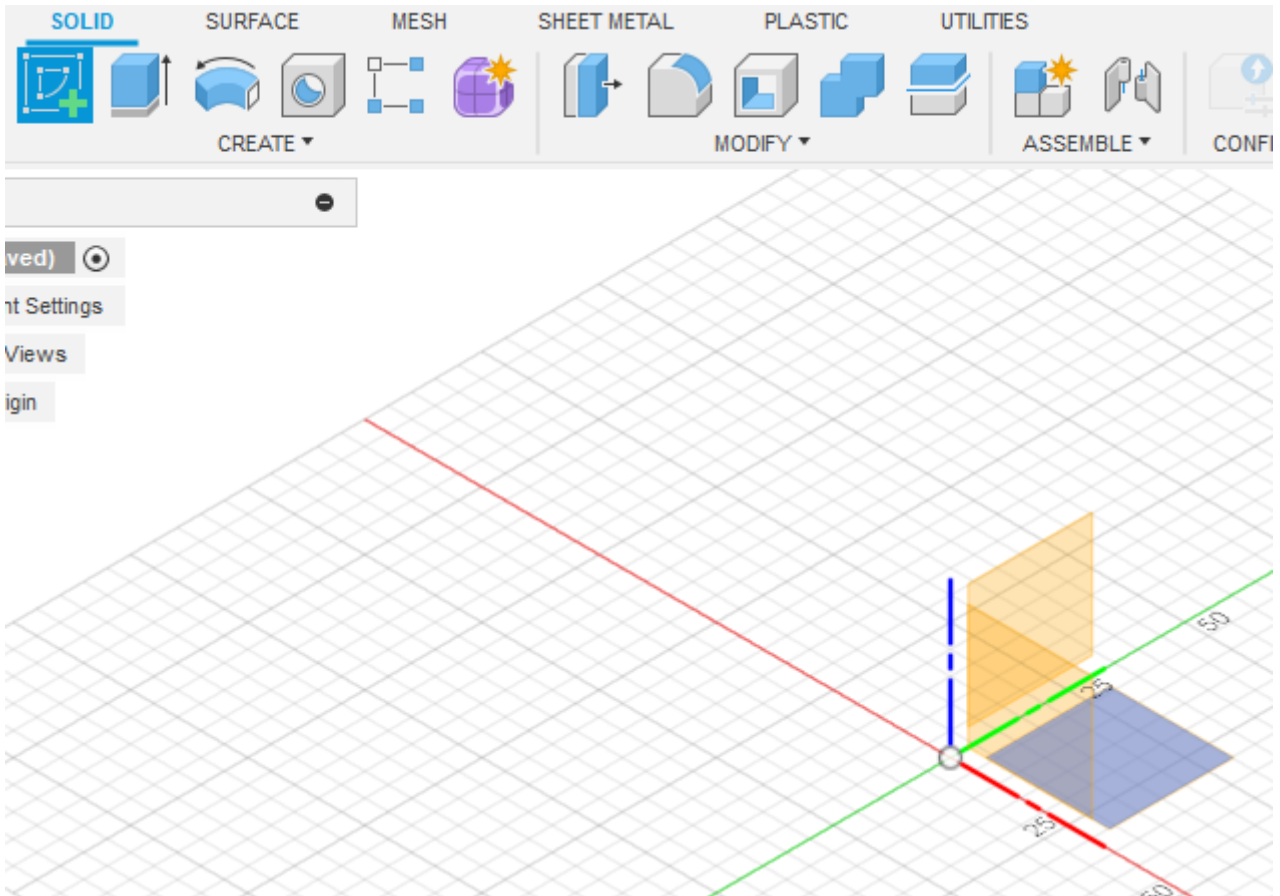 SOLID SURFACE MESH SHEET METAL PLASTIC UTILITIES
CREATE MODIFY ASSEMBLE CONFI
ved)
nt Settings
Views
igin
50
25
25
50